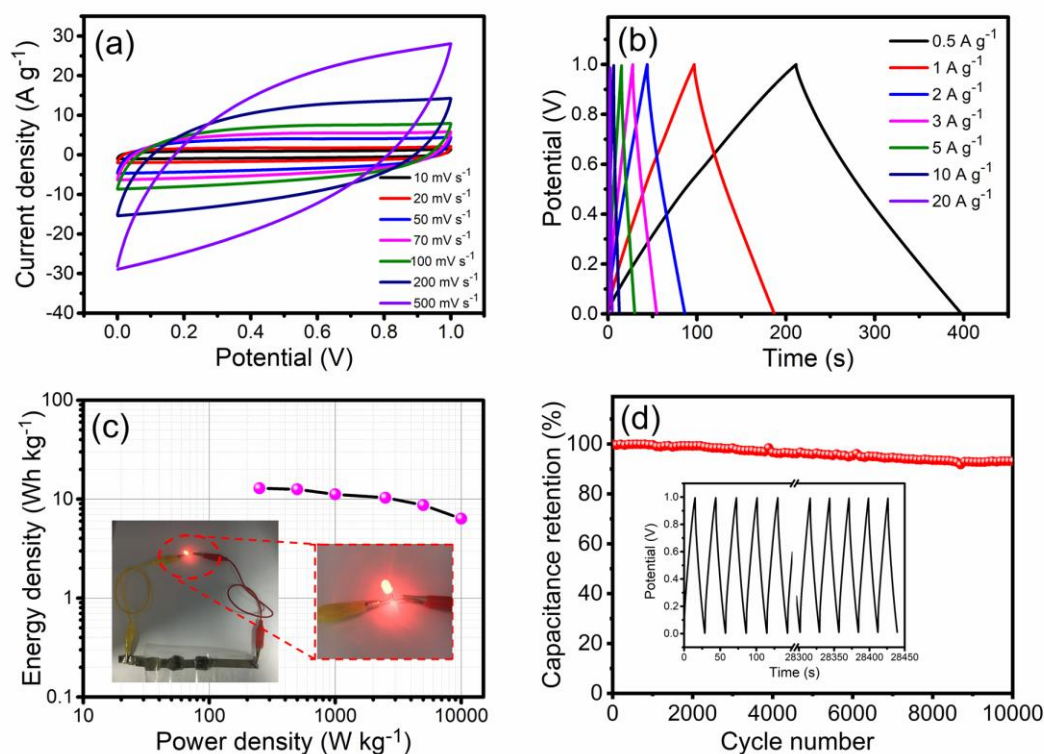 (a)
Current density (A g⁻¹)
30
20
10
0
-10
-20
-30
-40
10 mV s⁻¹
20 mV s⁻¹
50 mV s⁻¹
70 mV s⁻¹
100 mV s⁻¹
200 mV s⁻¹
500 mV s⁻¹
0.0 0.2 0.4 0.6 0.8 1.0
Potential (V)
(b)
Potential (V)
1.2
1.0
0.8
0.6
0.4
0.2
0.0
0.5 A g⁻¹
1 A g⁻¹
2 A g⁻¹
3 A g⁻¹
5 A g⁻¹
10 A g⁻¹
20 A g⁻¹
0 100 200 300 400
Time (s)
(c)
Energy density (Wh kg⁻¹)
100
10
1
0.1
10 100 1000 10000
Power density (W kg⁻¹)
(d)
Capacitance retention (%)
120
100
80
60
40
20
0
Potential (V)
1.0
0.8
0.6
0.4
0.2
0.0
0 50 100 28300 28350 28400 28450
Time (s)
0 2000 4000 6000 8000 10000
Cycle number